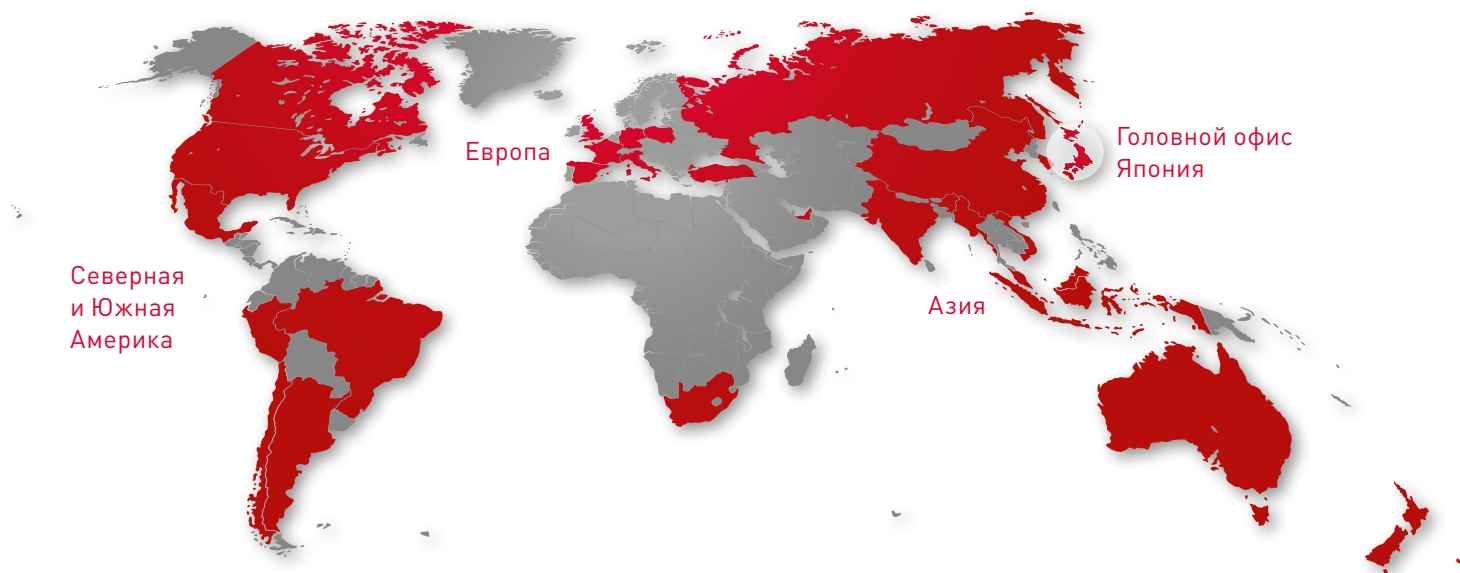 Европа
Головной офис
Япония
Северная
и Южная
Америка
Азия